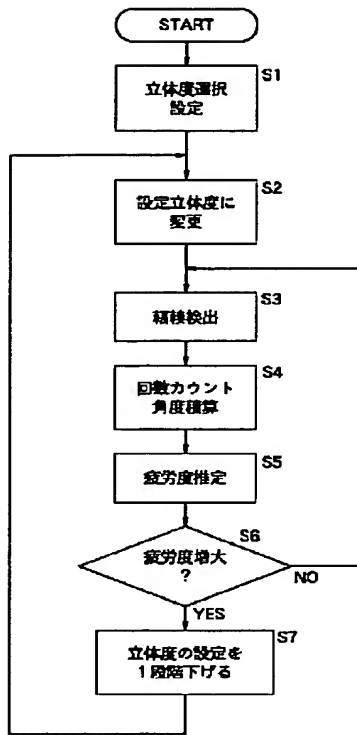 START
S1
立体度選択
設定
S2
設定立体度に
変更
S3
輻輳検出
S4
回数カウント
角度積算
S5
疲労度推定
S6
疲労度増大
?
NO
YES
S7
立体度の設定を
1段階下げる